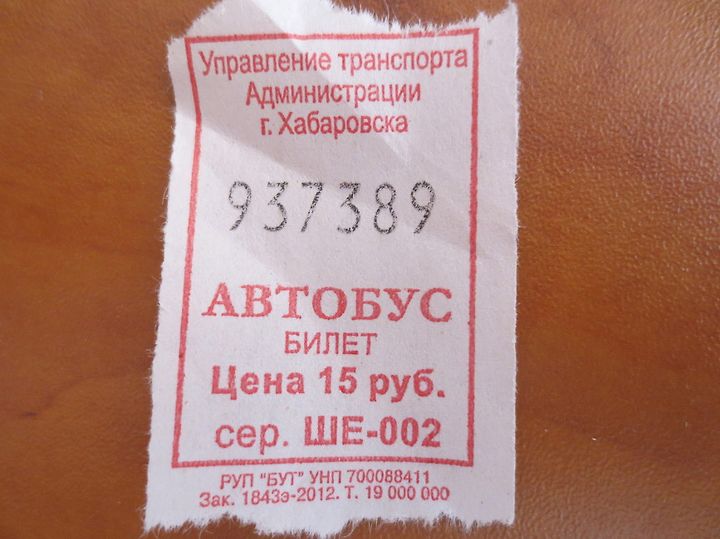 Управление транспорта
Администрации
г. Хабаровска
937389
АВТОБУС
БИЛЕТ
Цена 15 руб.
сер. ШЕ-002
РУП "БУТ" УНП 700088411
Зак. 1843э-2012. Т. 19 000 000